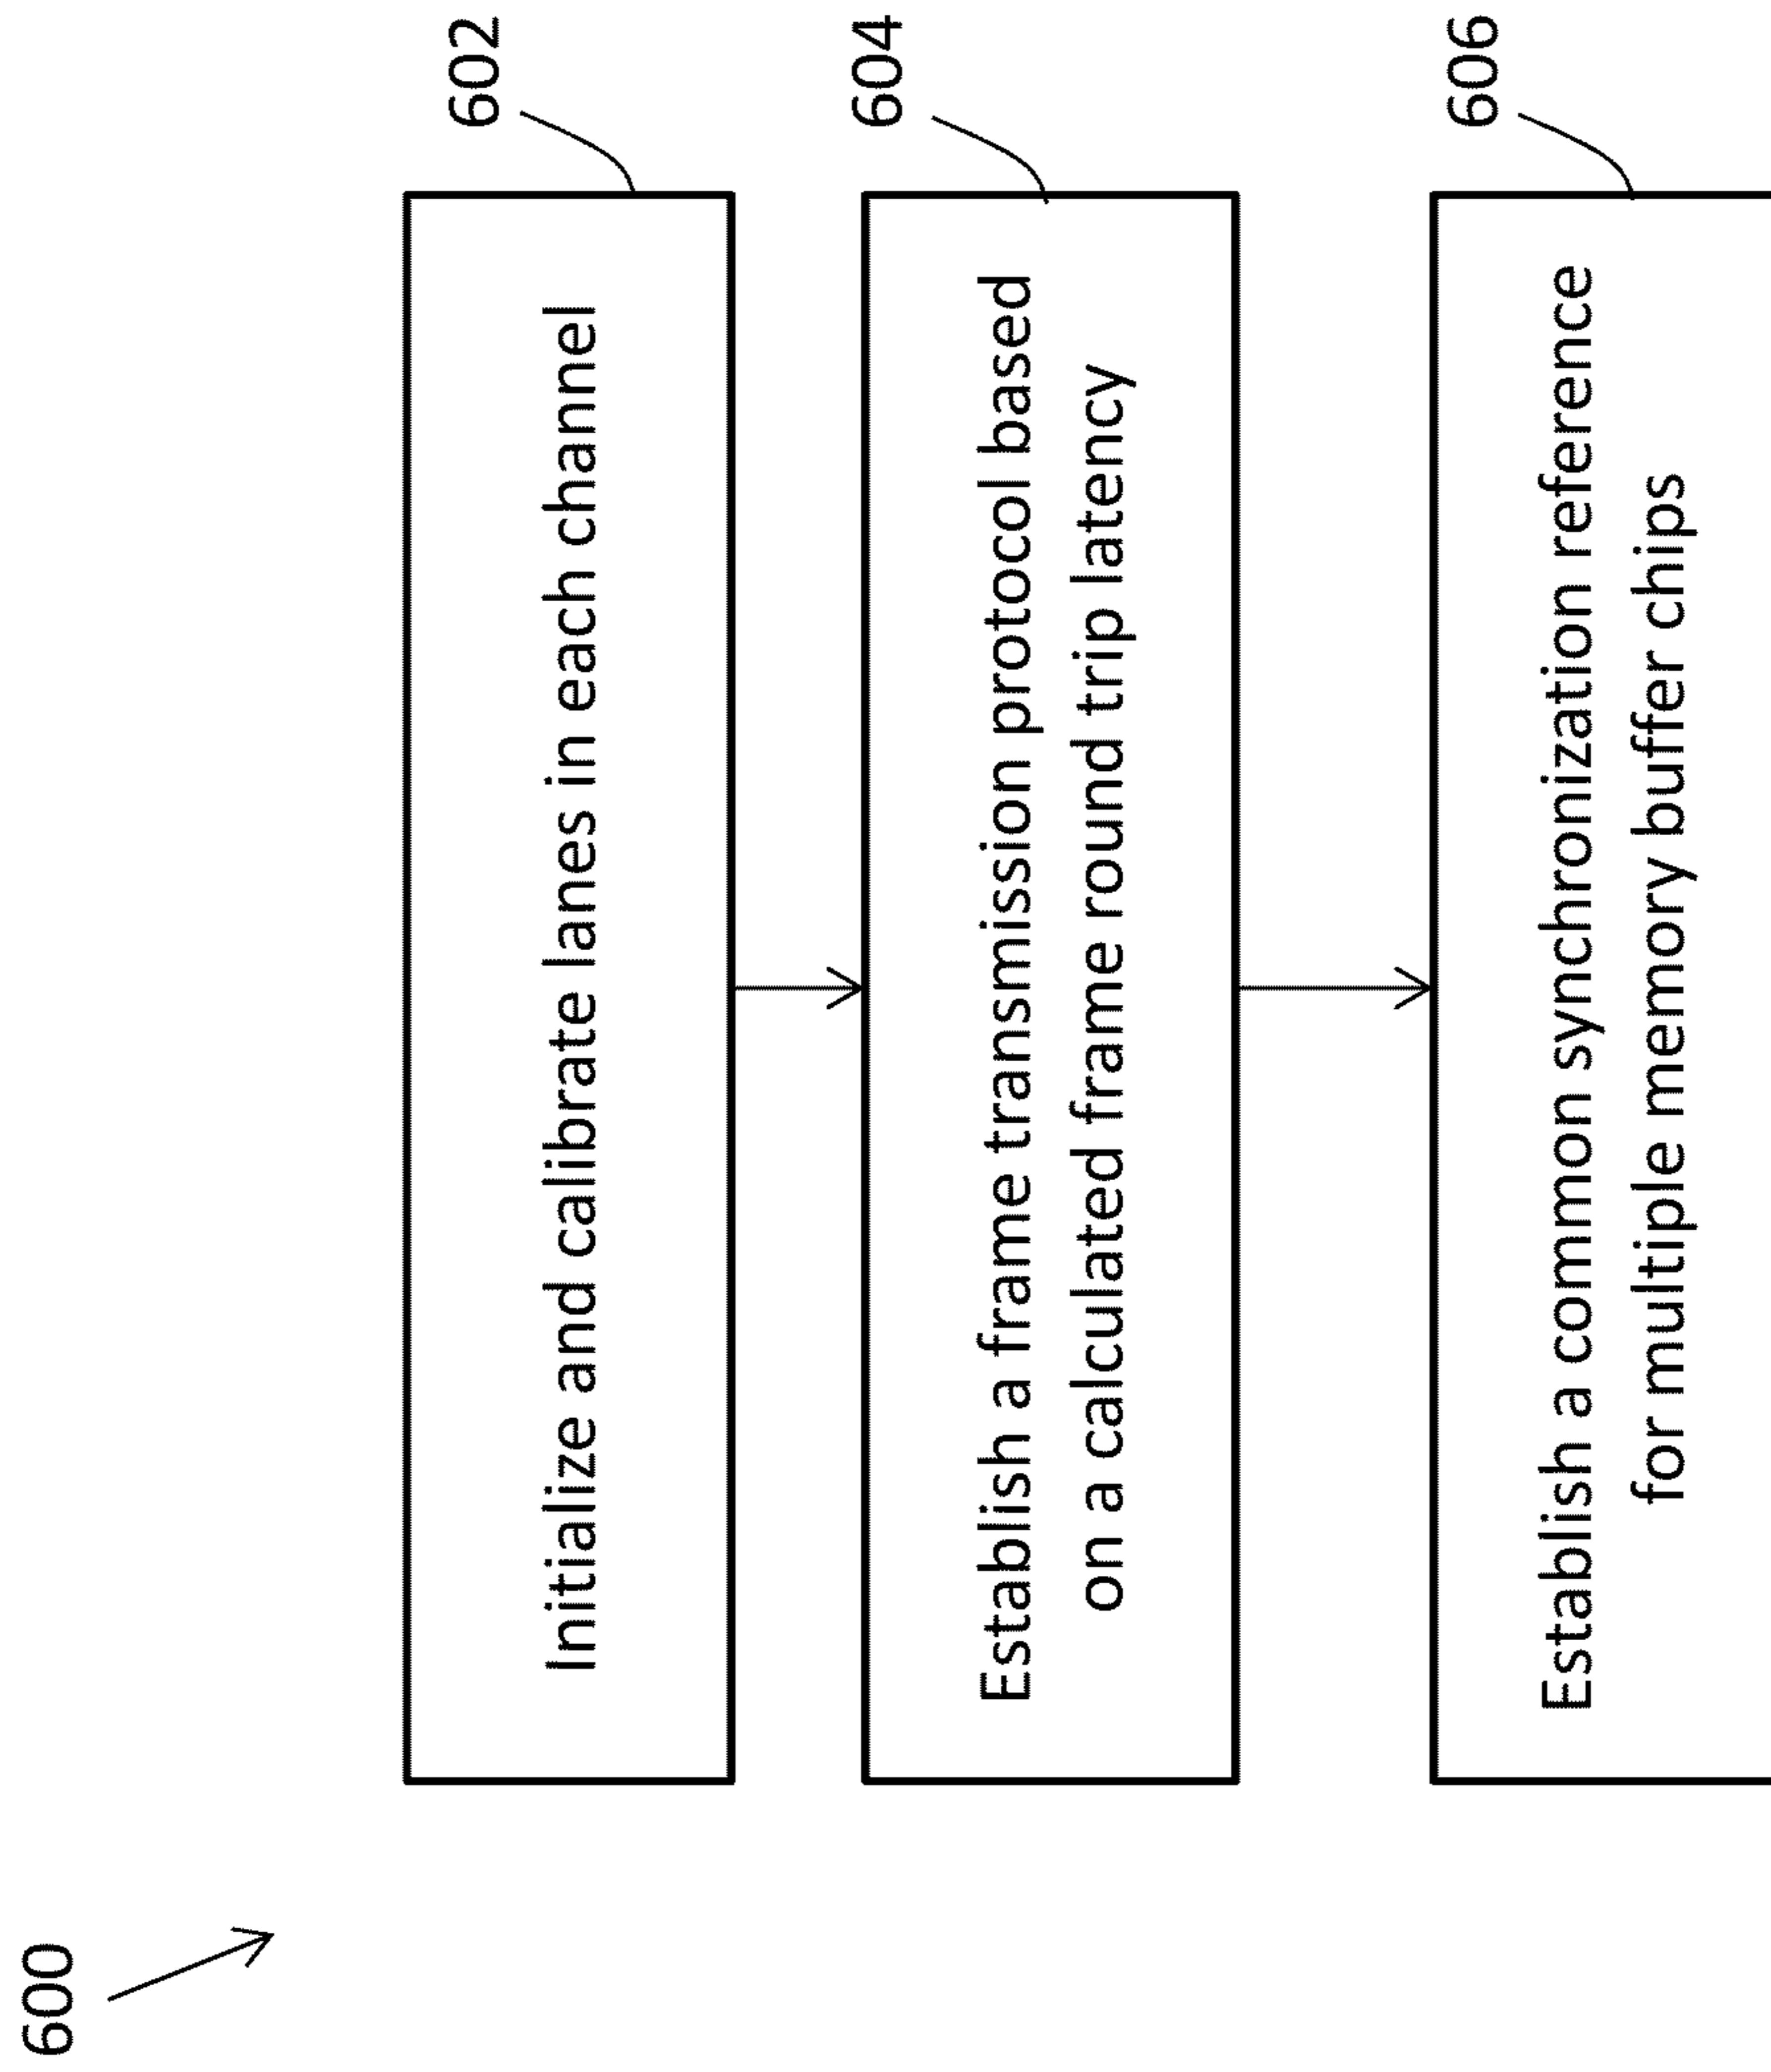 600
602
Initialize and calibrate lanes in each channel
604
Establish a frame transmission protocol based
on a calculated frame round trip latency
606
Establish a common synchronization reference
for multiple memory buffer chips